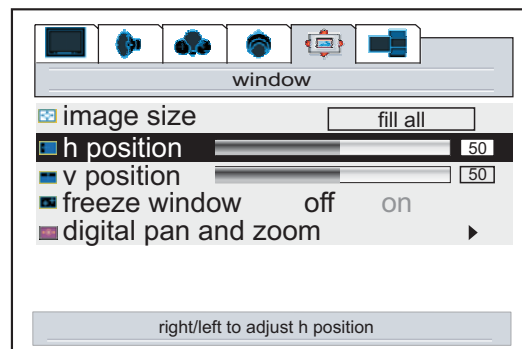 window
image size fill all
h position 50
v position 50
freeze window off on
digital pan and zoom
right/left to adjust h position